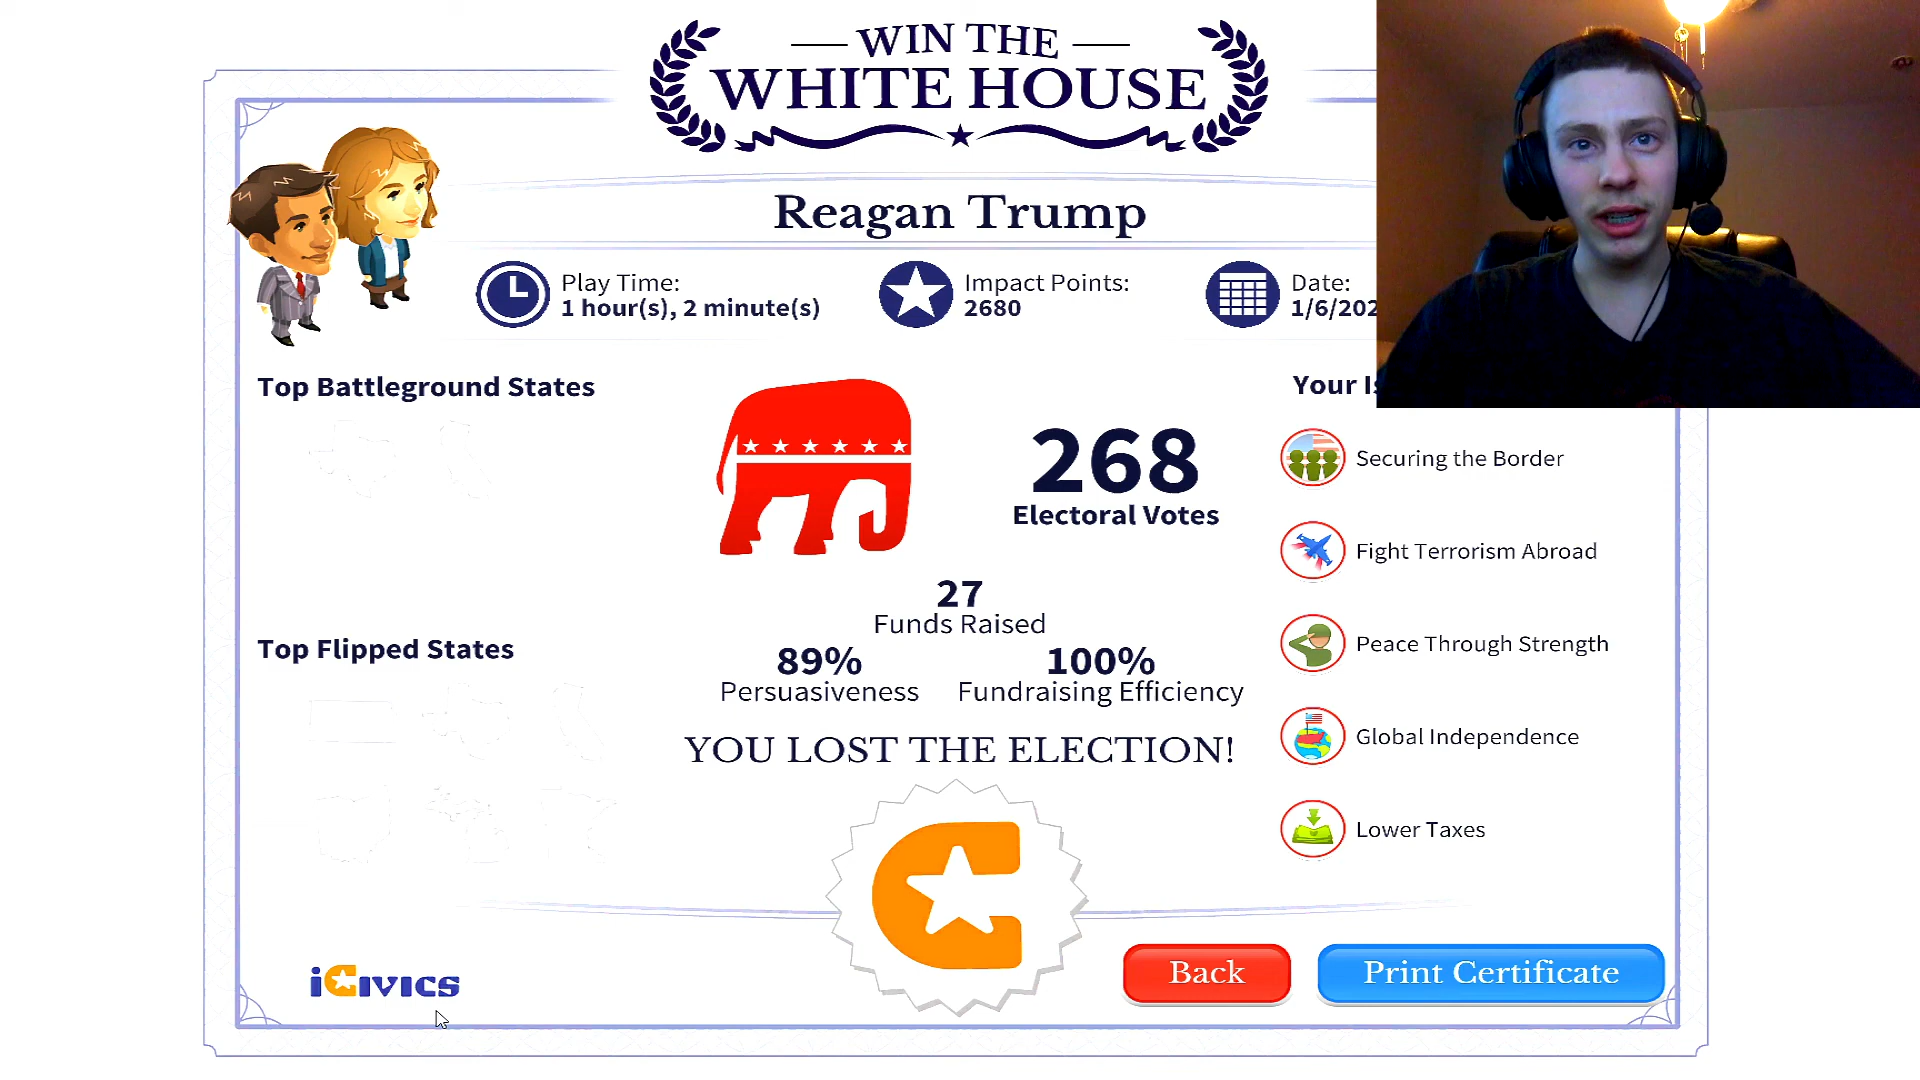 WIN THE
WHITE HOUSE
Reagan Trump
Play Time:
1 hour(s), 2 minute(s)
Impact Points:
2680
Date:
1/6/202
Top Battleground States
Your
268
Electoral Votes
Securing the Border
Fight Terrorism Abroad
27
Funds Raised
Top Flipped States
Peace Through Strength
89%
Persuasiveness
100%
Fundraising Efficiency
Global Independence
YOU LOST THE ELECTION!
Lower Taxes
iCivics
Back
Print Certificate